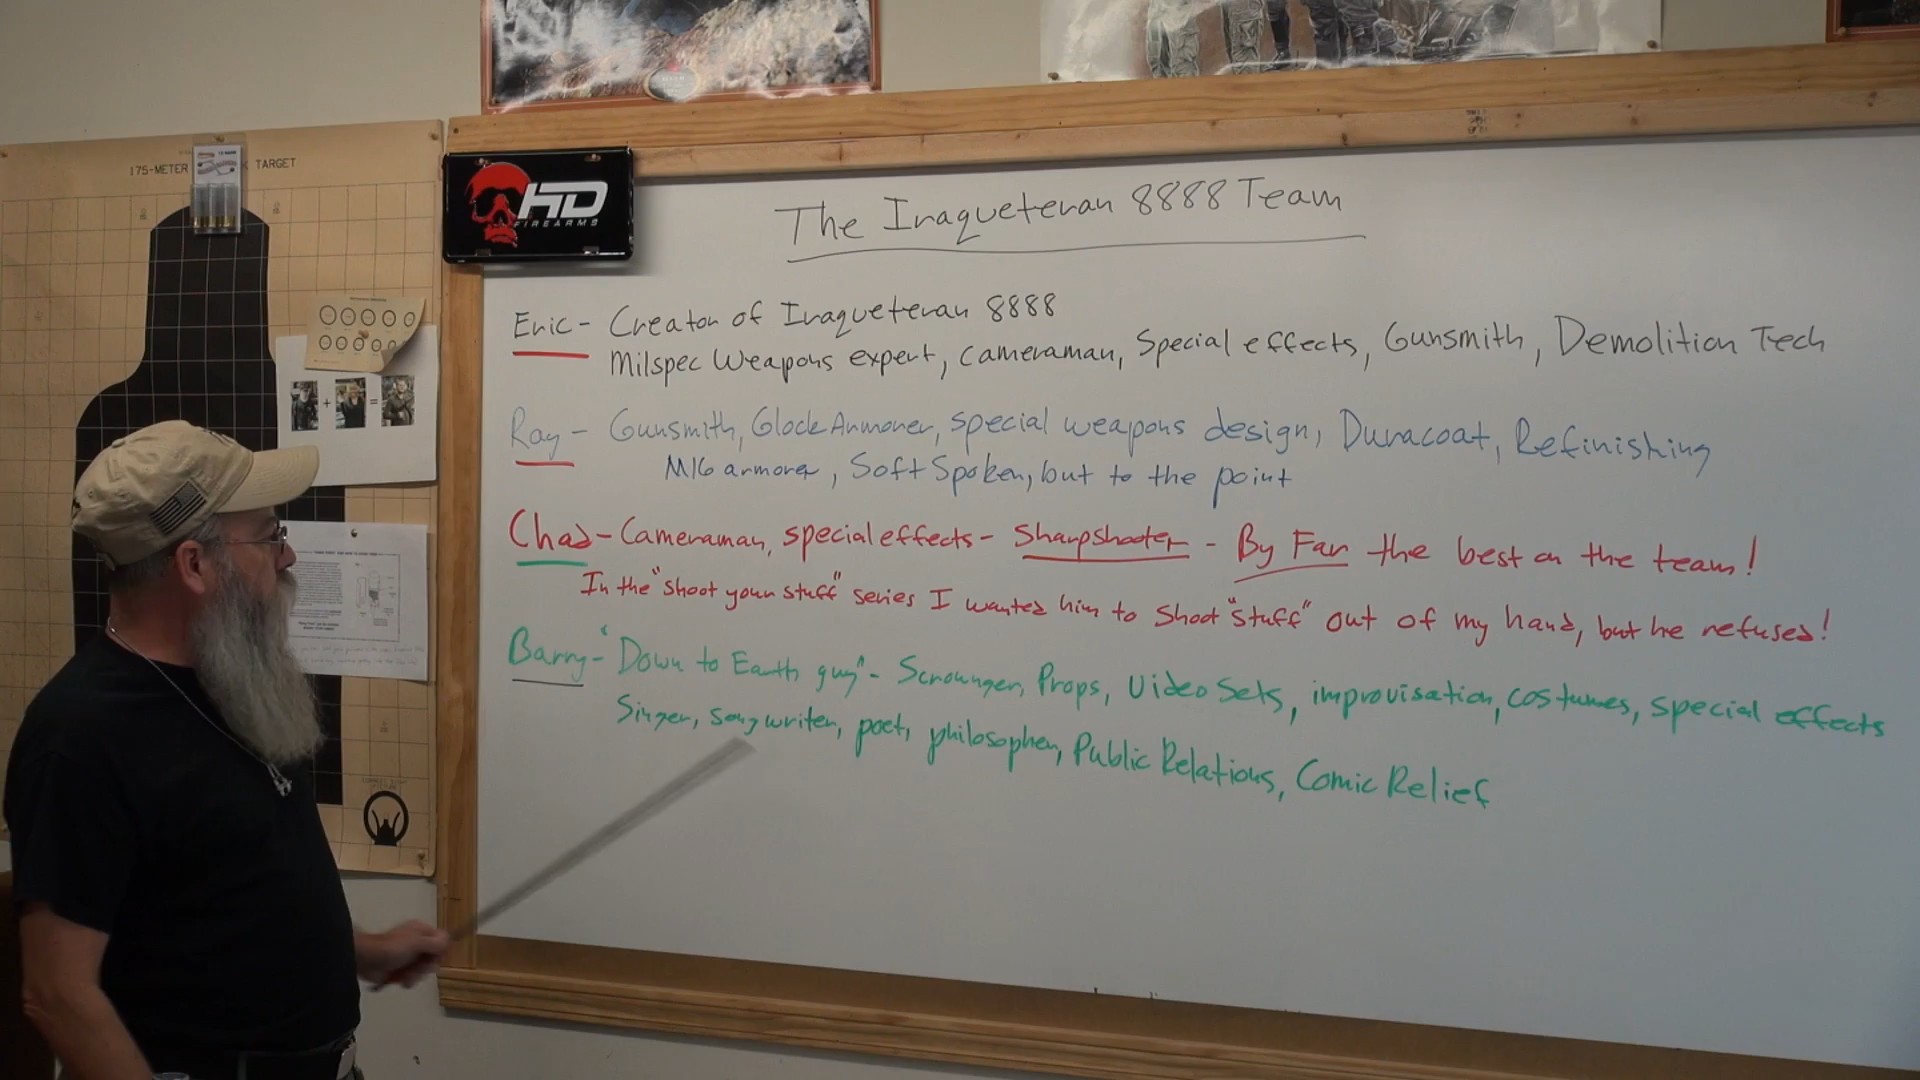 175-METER
TARGET
HD
FIREARMS
The Iraqveteran 8888 Team
Eric - Creator of Iraqveteran 8888
Milspec Weapons expert, cameraman, Special effects, Gunsmith, Demolition Tech
Ray - Gunsmith, Glock Armorer, special weapons design, Duracoat, Refinishing
M16 armorer, Soft Spoken, but to the point
Chad - Cameraman, special effects - Sharpshooter - By Far the best on the team!
In the "shoot your stuff" series I wanted him to shoot "stuff" out of my hand, but he refused!
Barry - "Down to Earth guy" - Scrounger, Props, Video Sets, improvisation, costumes, special effects
Singer, songwriter, poet, philosopher, Public Relations, Comic Relief